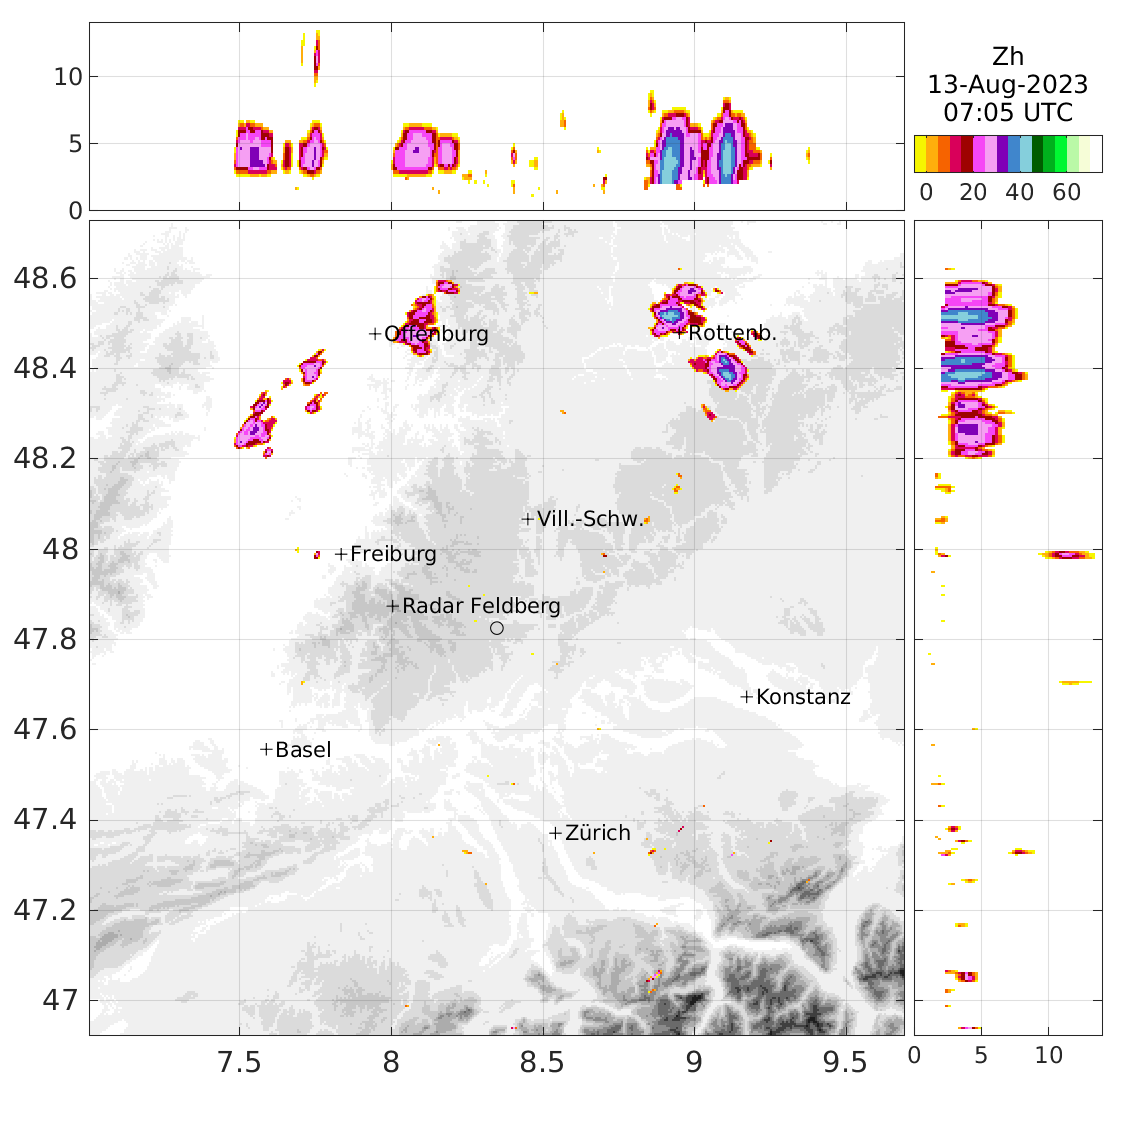 Zh
13-Aug-2023
07:05 UTC
0 20 40 60
10
5
0
48.6
48.4
48.2
48
47.8
47.6
47.4
47.2
47
Offenburg
Rottenb.
Vill.-Schw.
Freiburg
Radar Feldberg
Konstanz
Basel
Zürich
7.5 8 8.5 9 9.5
0 5 10